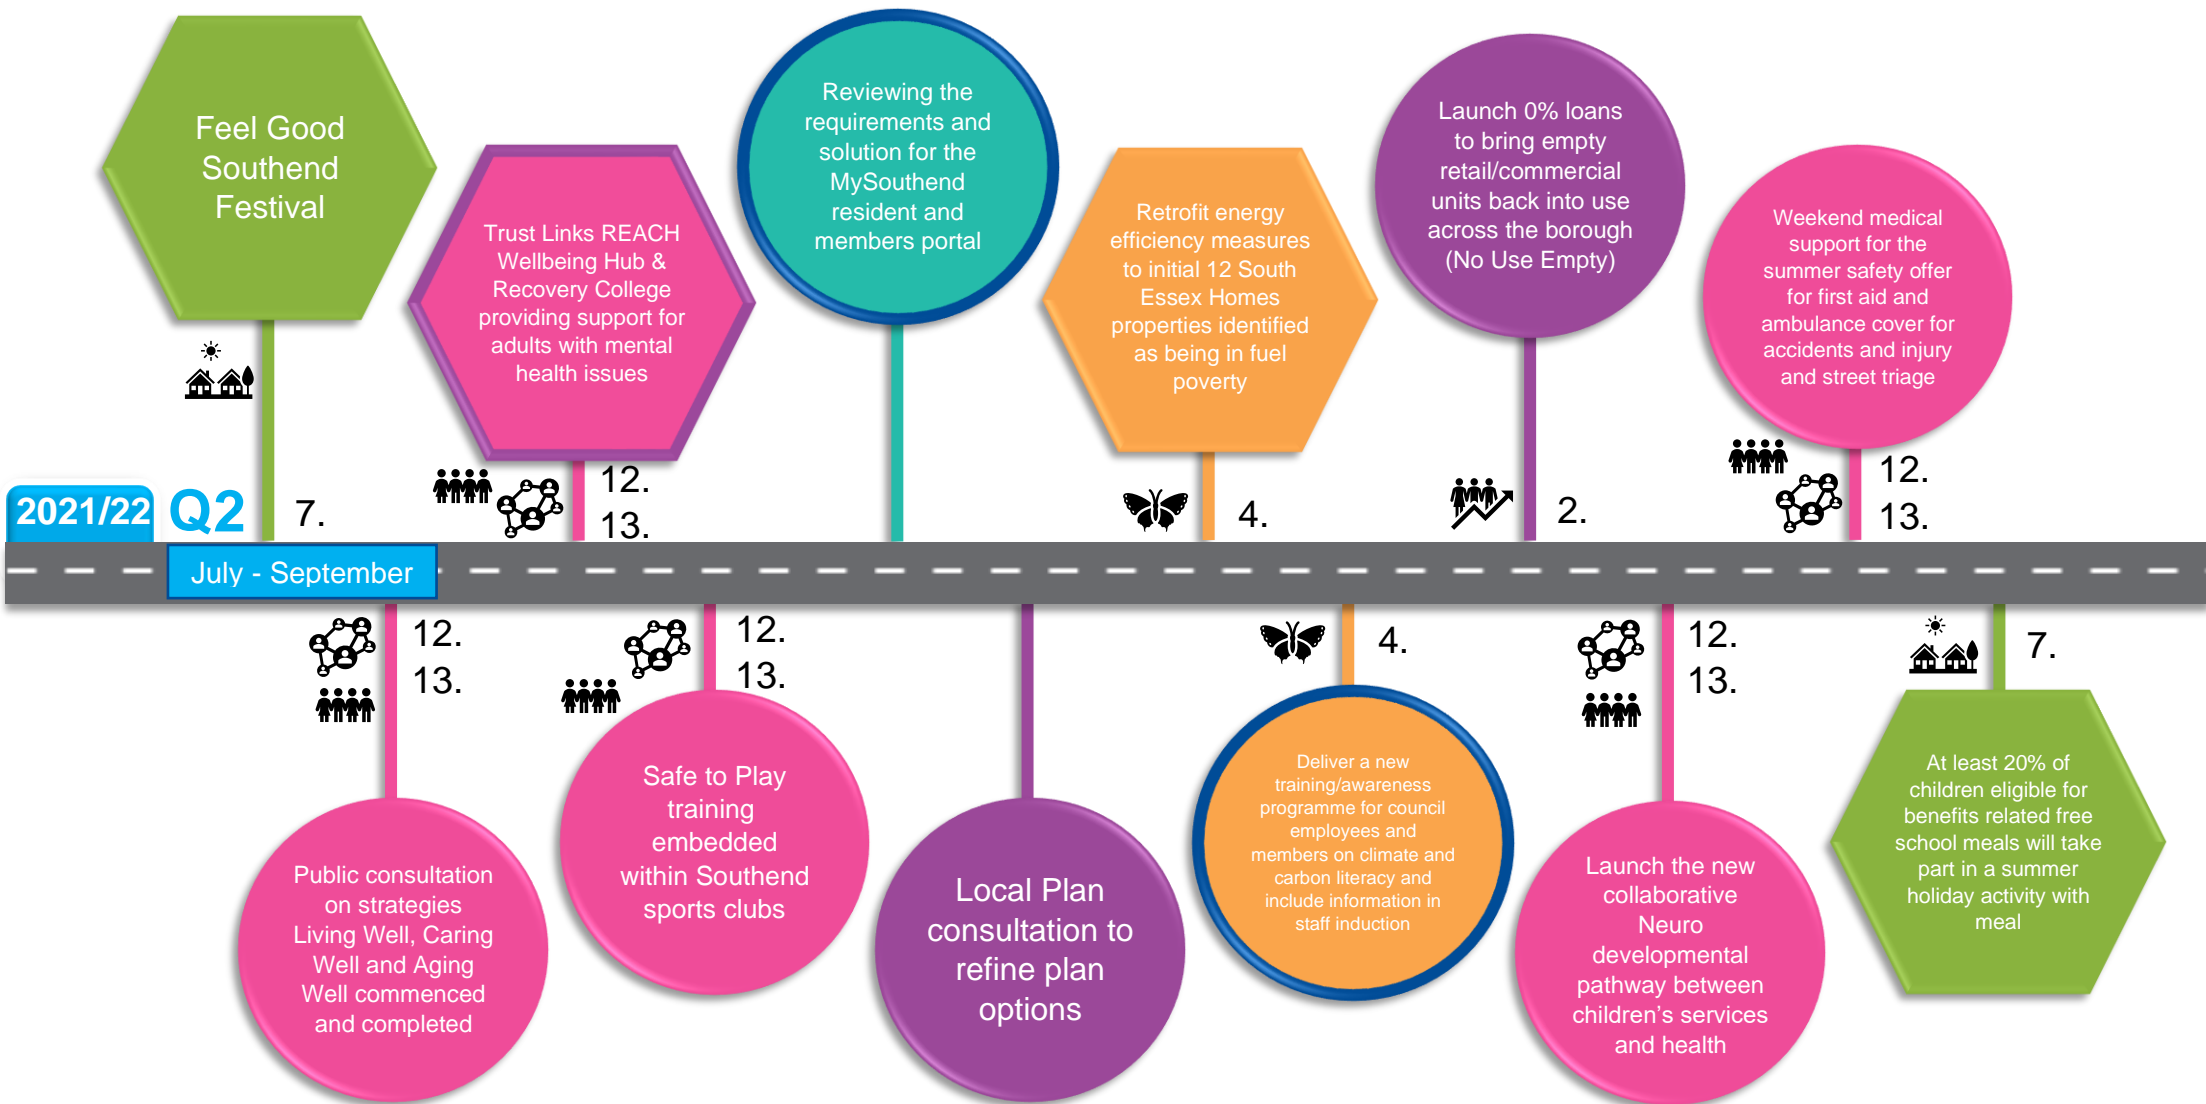 Feel Good
Southend
Festival
7.
Trust Links REACH
Wellbeing Hub &
Recovery College
providing support for
adults with mental
health issues
12.
13.
Reviewing the
requirements and
solution for the
MySouthend
resident and
members portal
Retrofit energy
efficiency measures
to initial 12 South
Essex Homes
properties identified
as being in fuel
poverty
4.
Launch 0% loans
to bring empty
retail/commercial
units back into use
across the borough
(No Use Empty)
2.
Weekend medical
support for the
summer safety offer
for first aid and
ambulance cover for
accidents and injury
and street triage
12.
13.
2021/22
Q2
July - September
12.
13.
Public consultation
on strategies
Living Well, Caring
Well and Aging
Well commenced
and completed
12.
13.
Safe to Play
training
embedded
within Southend
sports clubs
Local Plan
consultation to
refine plan
options
4.
Deliver a new
training/awareness
programme for council
employees and
members on climate and
carbon literacy and
include information in
staff induction
12.
13.
Launch the new
collaborative
Neuro
developmental
pathway between
children’s services
and health
7.
At least 20% of
children eligible for
benefits related free
school meals will take
part in a summer
holiday activity with
meal